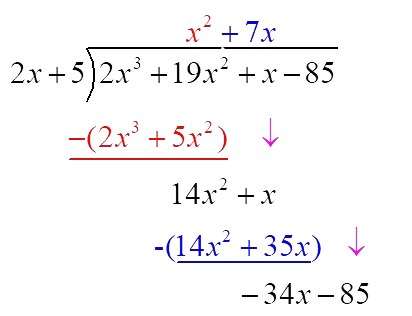 x² + 7x
2x + 5)2x³ + 19x² + x − 85
−(2x³ + 5x²) ↓
14x² + x
-(14x² + 35x) ↓
−34x − 85